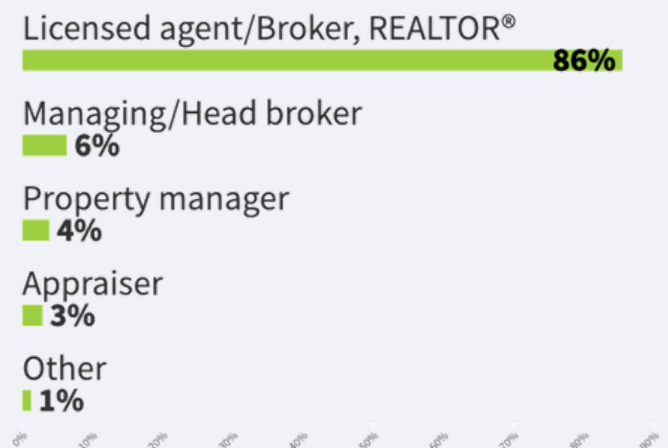 Licensed agent/Broker, REALTOR®
86%
Managing/Head broker
6%
Property manager
4%
Appraiser
3%
Other
1%
0% 10% 20% 30% 40% 50% 60% 70% 80% 90%